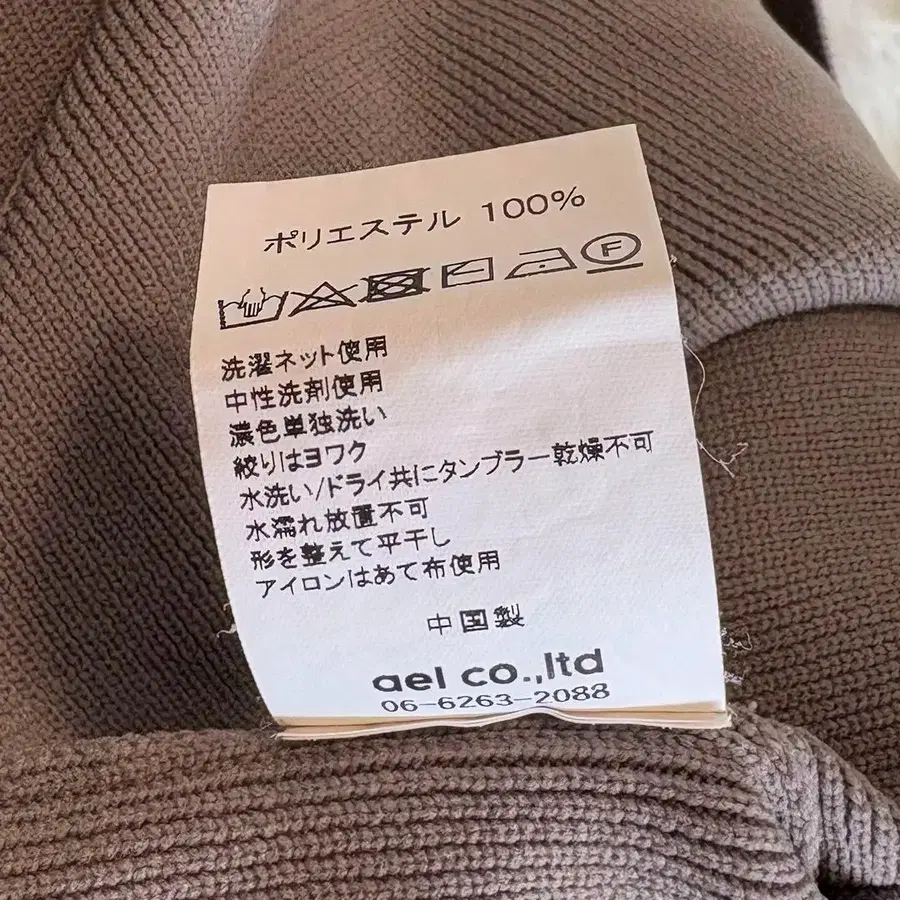 ポリエステル 100%
F
洗濯ネット使用
中性洗剤使用
濃色単独洗い
絞りはヨワク
水洗い/ドライ共にタンブラー乾燥不可
水濡れ放置不可
形を整えて平干し
アイロンはあて布使用
中国製
ael co.,ltd
06-6263-2088